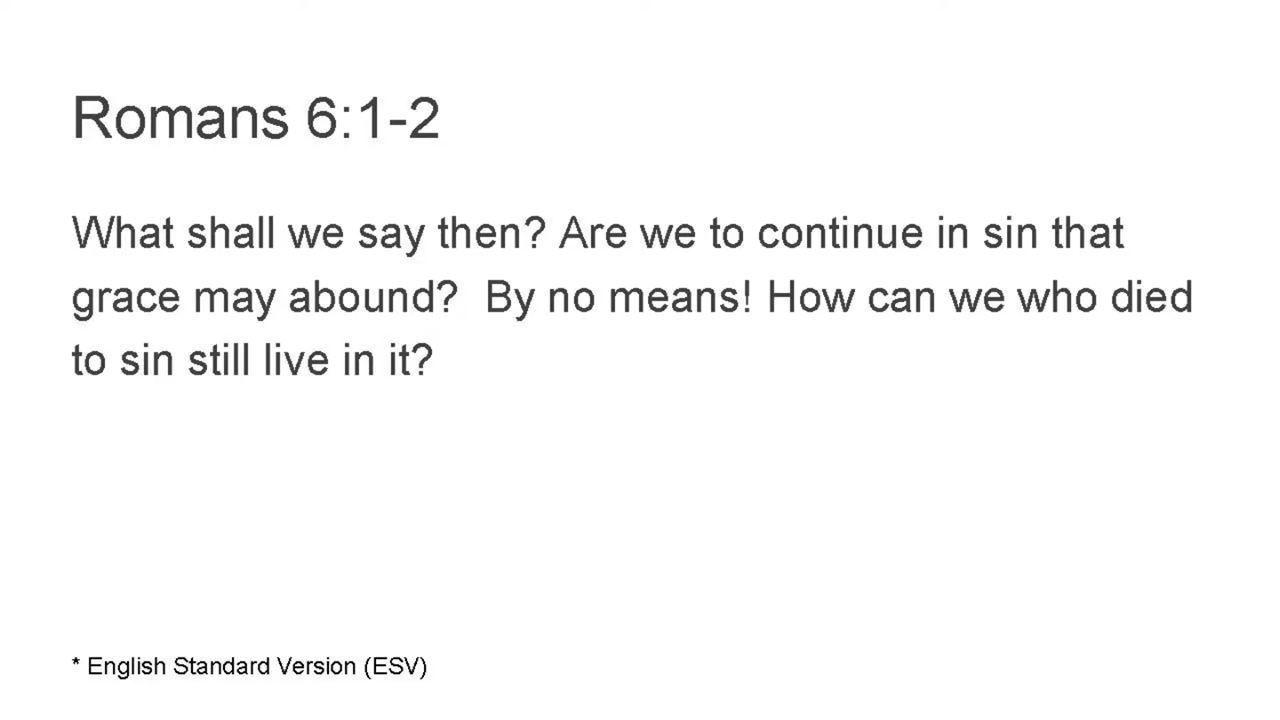 Romans 6:1-2
What shall we say then? Are we to continue in sin that
grace may abound?  By no means! How can we who died
to sin still live in it?
* English Standard Version (ESV)